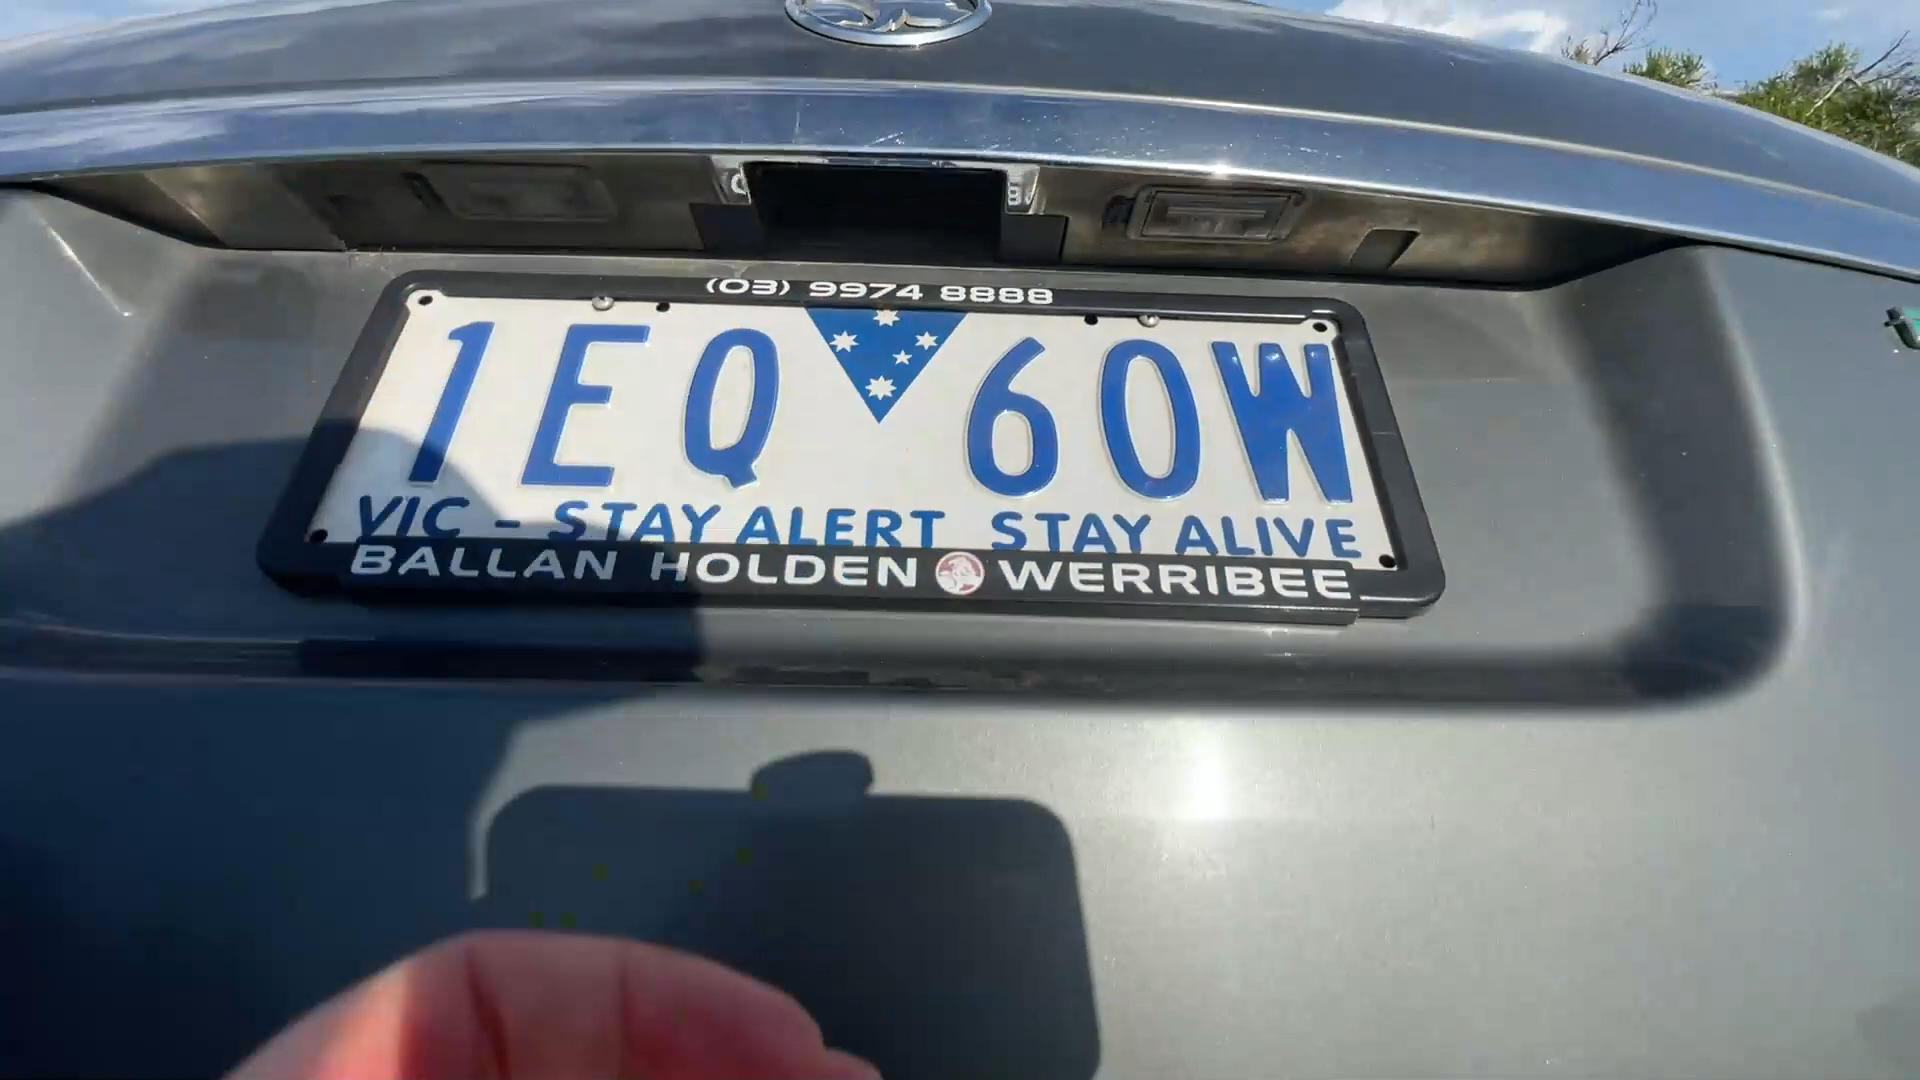 (03) 9974 8888
1EQ 60W
VIC - STAY ALERT STAY ALIVE
BALLAN HOLDEN WERRIBEE